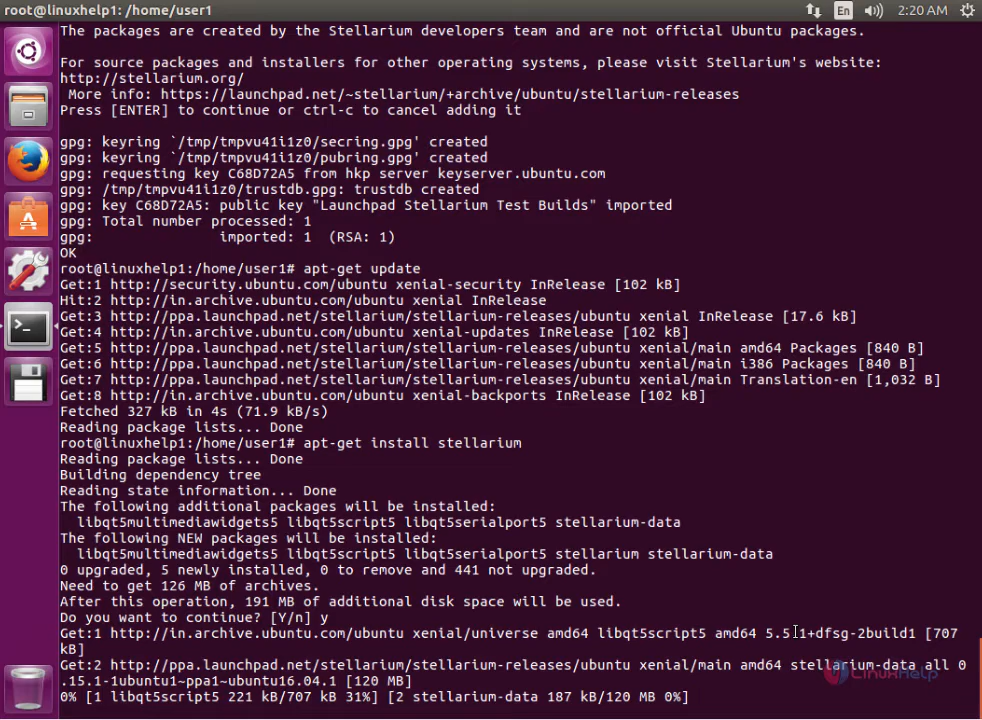 root@linuxhelp1: /home/user1
En
2:20 AM
The packages are created by the Stellarium developers team and are not official Ubuntu packages.
For source packages and installers for other operating systems, please visit Stellarium's website:
http://stellarium.org/
More info: https://launchpad.net/~stellarium/+archive/ubuntu/stellarium-releases
Press [ENTER] to continue or ctrl-c to cancel adding it
gpg: keyring `/tmp/tmpvu41i1z0/secring.gpg' created
gpg: keyring `/tmp/tmpvu41i1z0/pubring.gpg' created
gpg: requesting key C68D72A5 from hkp server keyserver.ubuntu.com
gpg: /tmp/tmpvu41i1z0/trustdb.gpg: trustdb created
gpg: key C68D72A5: public key "Launchpad Stellarium Test Builds" imported
gpg: Total number processed: 1
gpg:               imported: 1  (RSA: 1)
OK
root@linuxhelp1:/home/user1# apt-get update
Get:1 http://security.ubuntu.com/ubuntu xenial-security InRelease [102 kB]
Hit:2 http://in.archive.ubuntu.com/ubuntu xenial InRelease
Get:3 http://ppa.launchpad.net/stellarium/stellarium-releases/ubuntu xenial InRelease [17.6 kB]
Get:4 http://in.archive.ubuntu.com/ubuntu xenial-updates InRelease [102 kB]
Get:5 http://ppa.launchpad.net/stellarium/stellarium-releases/ubuntu xenial/main amd64 Packages [840 B]
Get:6 http://ppa.launchpad.net/stellarium/stellarium-releases/ubuntu xenial/main i386 Packages [840 B]
Get:7 http://ppa.launchpad.net/stellarium/stellarium-releases/ubuntu xenial/main Translation-en [1,032 B]
Get:8 http://in.archive.ubuntu.com/ubuntu xenial-backports InRelease [102 kB]
Fetched 327 kB in 4s (71.9 kB/s)
Reading package lists... Done
root@linuxhelp1:/home/user1# apt-get install stellarium
Reading package lists... Done
Building dependency tree
Reading state information... Done
The following additional packages will be installed:
libqt5multimediawidgets5 libqt5script5 libqt5serialport5 stellarium-data
The following NEW packages will be installed:
libqt5multimediawidgets5 libqt5script5 libqt5serialport5 stellarium stellarium-data
0 upgraded, 5 newly installed, 0 to remove and 441 not upgraded.
Need to get 126 MB of archives.
After this operation, 191 MB of additional disk space will be used.
Do you want to continue? [Y/n] y
Get:1 http://in.archive.ubuntu.com/ubuntu xenial/universe amd64 libqt5script5 amd64 5.5.1+dfsg-2build1 [707
kB]
Get:2 http://ppa.launchpad.net/stellarium/stellarium-releases/ubuntu xenial/main amd64 stellarium-data all 0
.15.1-1ubuntu1~ppa1~ubuntu16.04.1 [120 MB]
LinuxHelp
0% [1 libqt5script5 221 kB/707 kB 31%] [2 stellarium-data 187 kB/120 MB 0%]